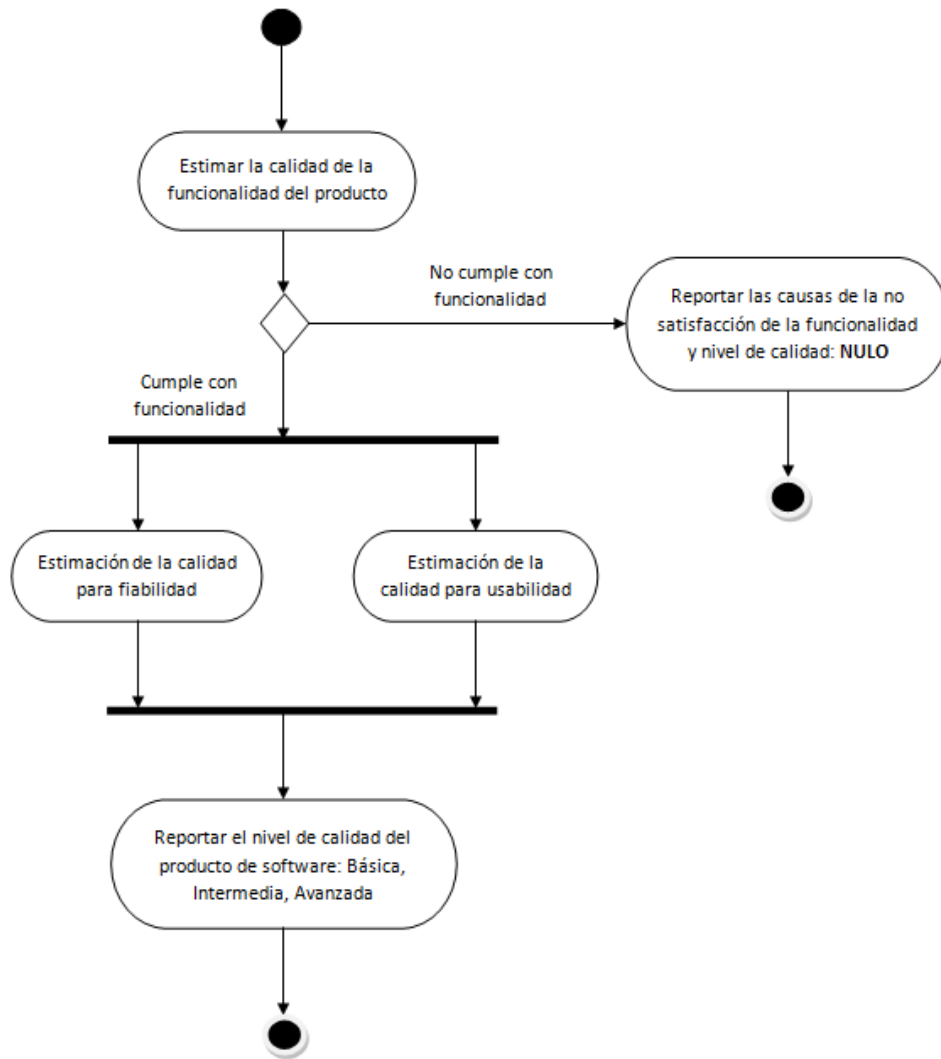 Estimar la calidad de la
funcionalidad del producto
No cumple con
funcionalidad
Reportar las causas de la no
satisfacción de la funcionalidad
y nivel de calidad: NULO
Cumple con
funcionalidad
Estimación de la calidad
para fiabilidad
Estimación de la
calidad para usabilidad
Reportar el nivel de calidad del
producto de software: Básica,
Intermedia, Avanzada